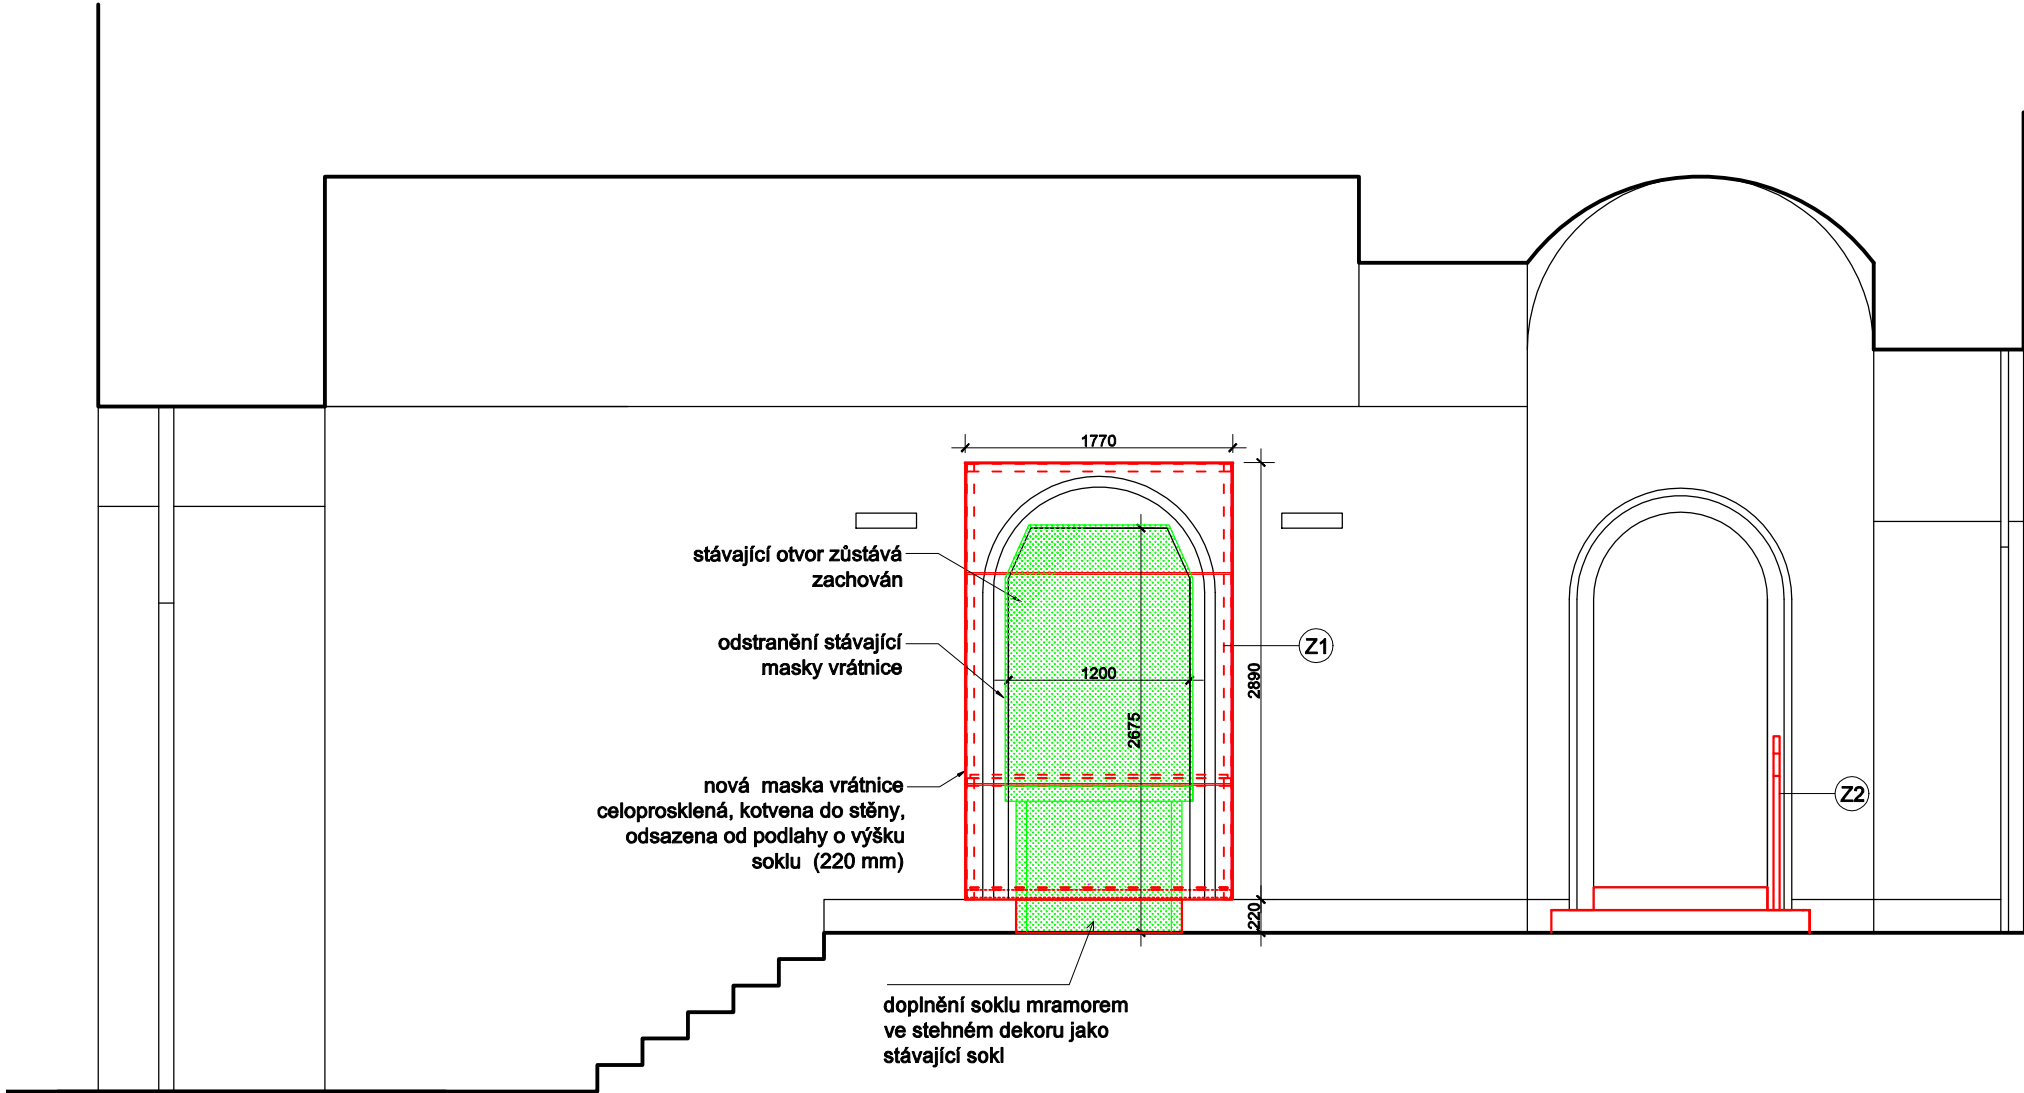 1770
stávající otvor zůstává
zachován
odstranění stávající
masky vrátnice
1200
2675
2890
Z1
nová  maska vrátnice
celoprosklená, kotvena do stěny,
odsazena od podlahy o výšku
soklu  (220 mm)
Z2
220
doplnění soklu mramorem
ve stehném dekoru jako
stávající sokl